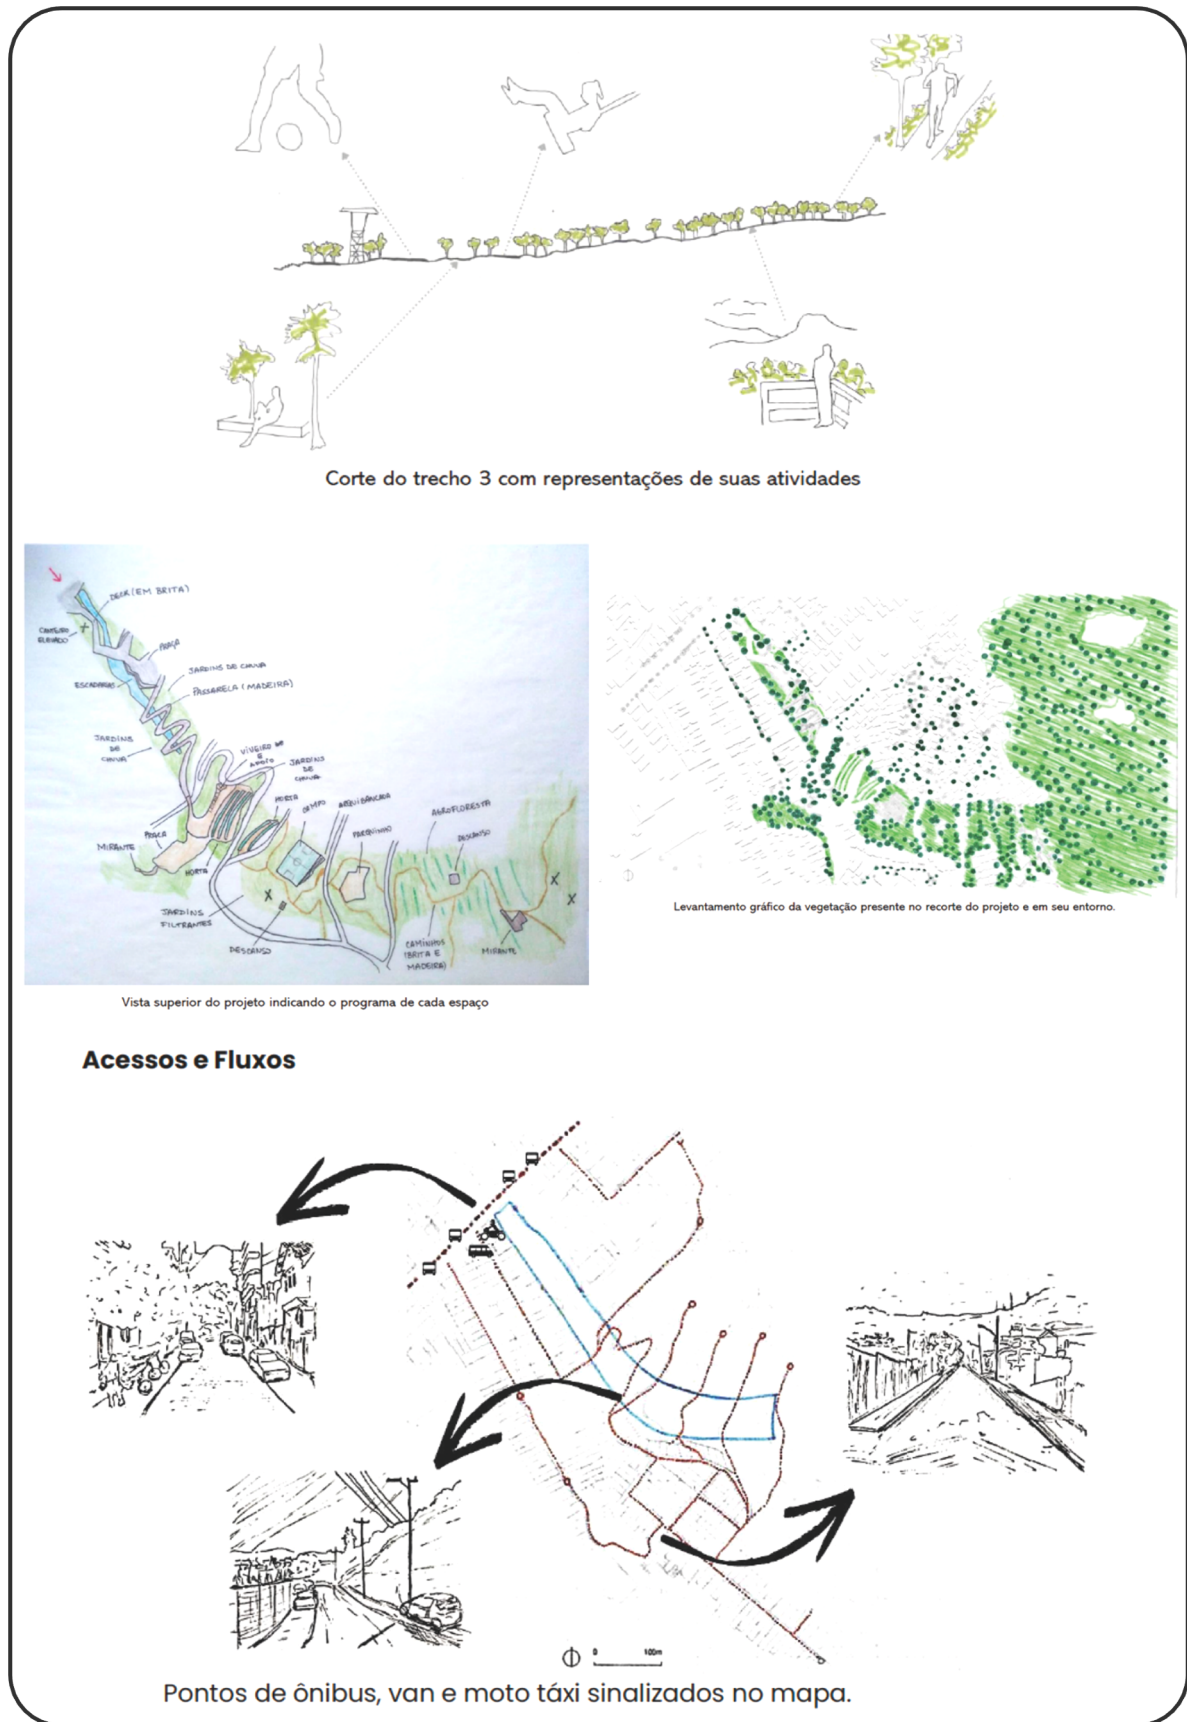 Corte do trecho 3 com representações de suas atividades
DECK (EM BRITA)
CANTEIRO
ELEVADO
PRAÇA
JARDINS DE CHUVA
ESCADARIAS
PASSARELA (MADEIRA)
JARDINS
DE
CHUVA
VIVEIRO DE
E
APOIO
JARDINS
DE
CHUVA
HORTA
CAMPO
ARQUIBANCADA
AGROFLORESTA
PRAÇA
PARQUINHO
DESCANSO
MIRANTE
HORTA
JARDINS
FILTRANTES
DESCANSO
CAMINHOS
(BRITA E
MADEIRA)
MIRANTE
Levantamento gráfico da vegetação presente no recorte do projeto e em seu entorno.
Vista superior do projeto indicando o programa de cada espaço
Acessos e Fluxos
0 100m
Pontos de ônibus, van e moto táxi sinalizados no mapa.